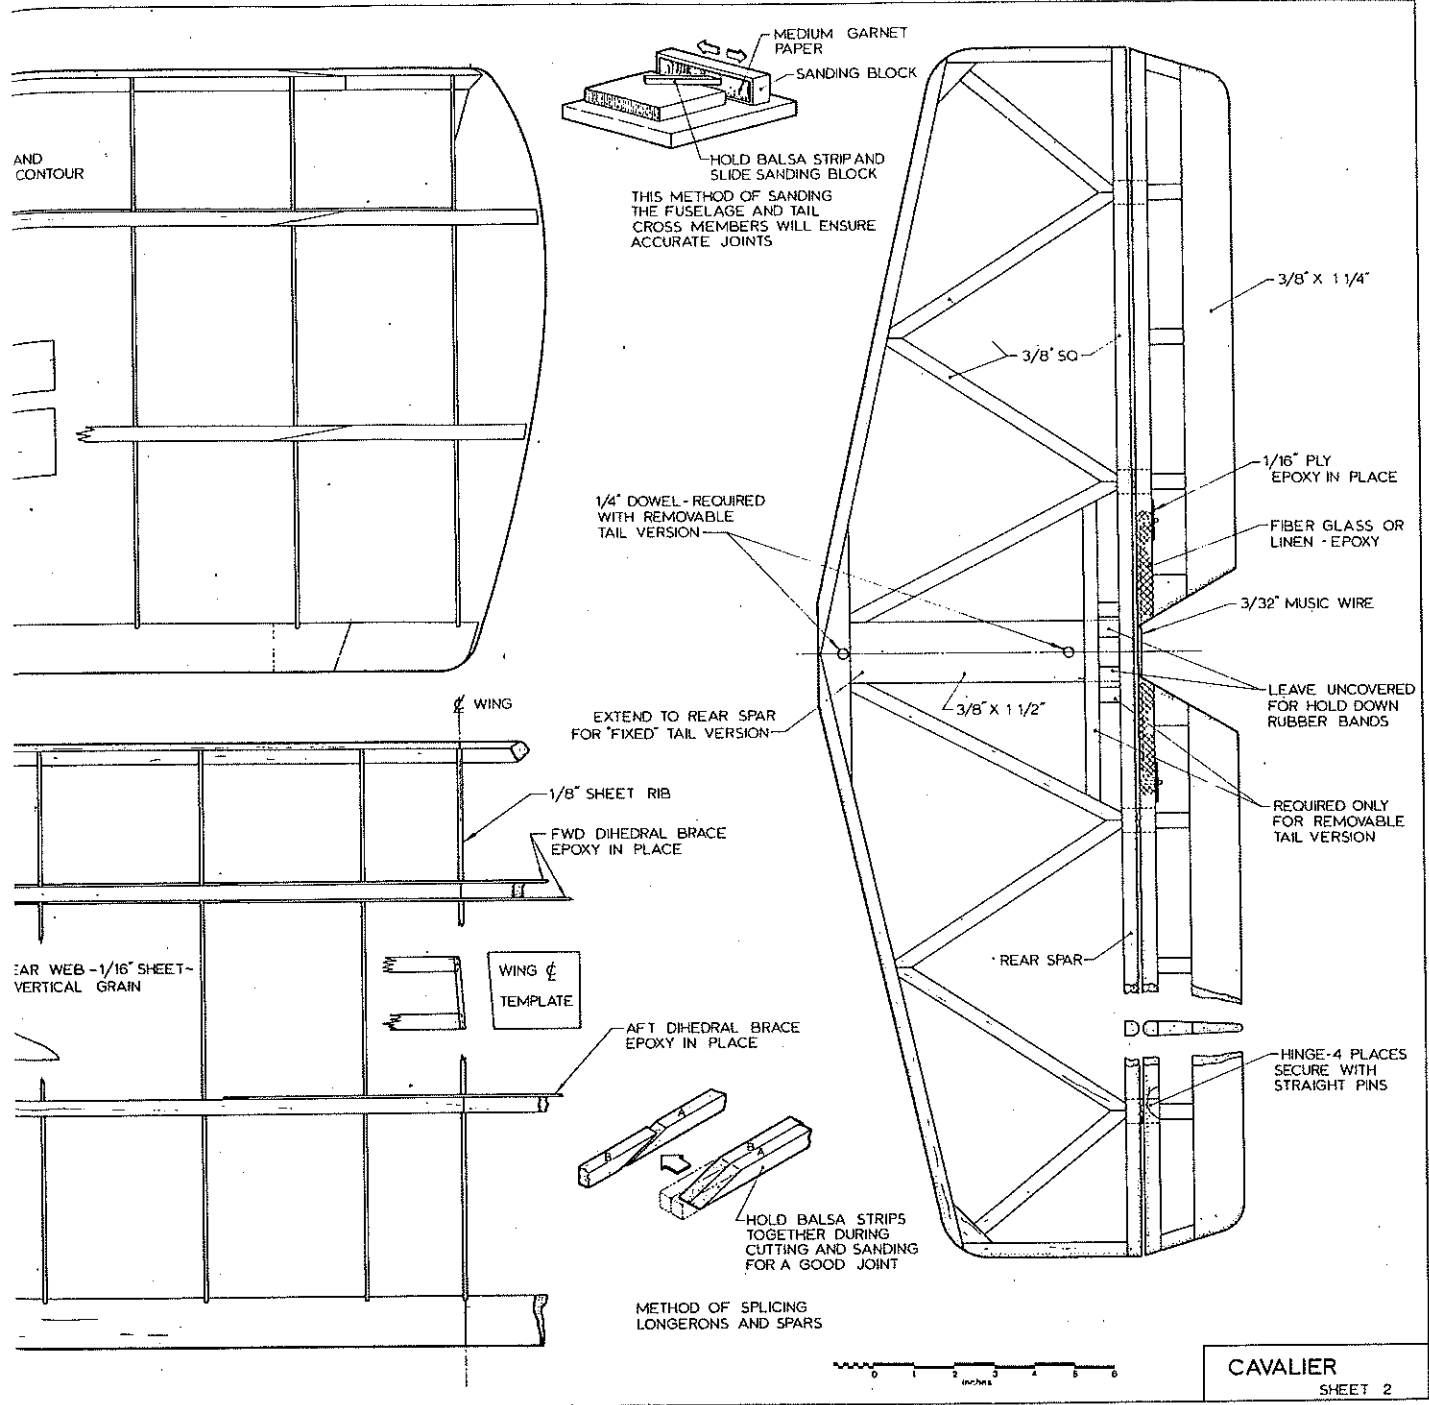 MEDIUM GARNET
PAPER
SANDING BLOCK
HOLD BALSA STRIP AND
SLIDE SANDING BLOCK
THIS METHOD OF SANDING
THE FUSELAGE AND TAIL
CROSS MEMBERS WILL ENSURE
ACCURATE JOINTS
AND
CONTOUR
3/8" X 1 1/4"
3/8" SQ
1/16" PLY
EPOXY IN PLACE
1/4" DOWEL - REQUIRED
WITH REMOVABLE
TAIL VERSION
FIBER GLASS OR
LINEN - EPOXY
3/32" MUSIC WIRE
LEAVE UNCOVERED
FOR HOLD DOWN
RUBBER BANDS
3/8" X 1 1/2"
EXTEND TO REAR SPAR
FOR "FIXED" TAIL VERSION
REQUIRED ONLY
FOR REMOVABLE
TAIL VERSION
℄ WING
1/8" SHEET RIB
FWD DIHEDRAL BRACE
EPOXY IN PLACE
EAR WEB - 1/16" SHEET -
VERTICAL GRAIN
WING ℄
TEMPLATE
REAR SPAR
AFT DIHEDRAL BRACE
EPOXY IN PLACE
HINGE-4 PLACES
SECURE WITH
STRAIGHT PINS
A
B
B
A
HOLD BALSA STRIPS
TOGETHER DURING
CUTTING AND SANDING
FOR A GOOD JOINT
METHOD OF SPLICING
LONGERONS AND SPARS
0 1 2 3 4 5 6
inches
CAVALIER
SHEET 2